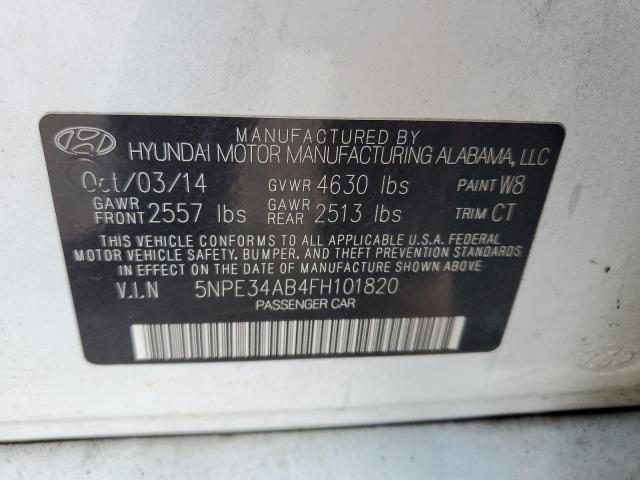 MANUFACTURED BY
HYUNDAI MOTOR MANUFACTURING ALABAMA, LLC
Oct/03/14 GVWR 4630 lbs PAINT W8
GAWR FRONT 2557 lbs GAWR REAR 2513 lbs TRIM CT
THIS VEHICLE CONFORMS TO ALL APPLICABLE U.S.A. FEDERAL
MOTOR VEHICLE SAFETY, BUMPER, AND THEFT PREVENTION STANDARDS
IN EFFECT ON THE DATE OF MANUFACTURE SHOWN ABOVE.
V.I.N 5NPE34AB4FH101820
PASSENGER CAR